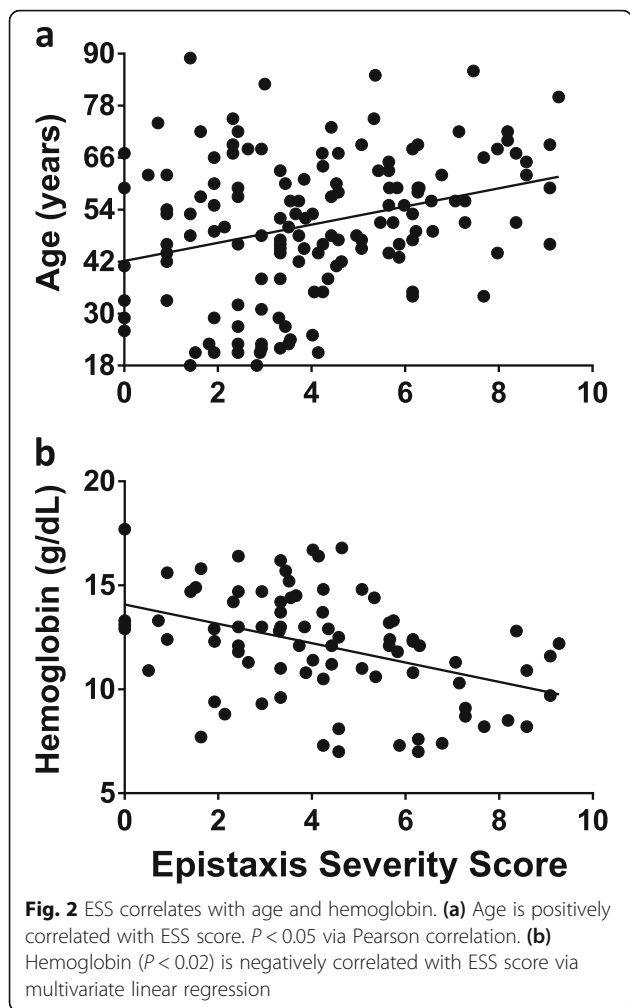 a
90
78
66
54
42
30
18
Age (years)
0 2 4 6 8 10
b
20
15
10
5
Hemoglobin (g/dL)
0 2 4 6 8 10
Epistaxis Severity Score
Fig. 2 ESS correlates with age and hemoglobin. (a) Age is positively
correlated with ESS score. P < 0.05 via Pearson correlation. (b)
Hemoglobin (P < 0.02) is negatively correlated with ESS score via
multivariate linear regression